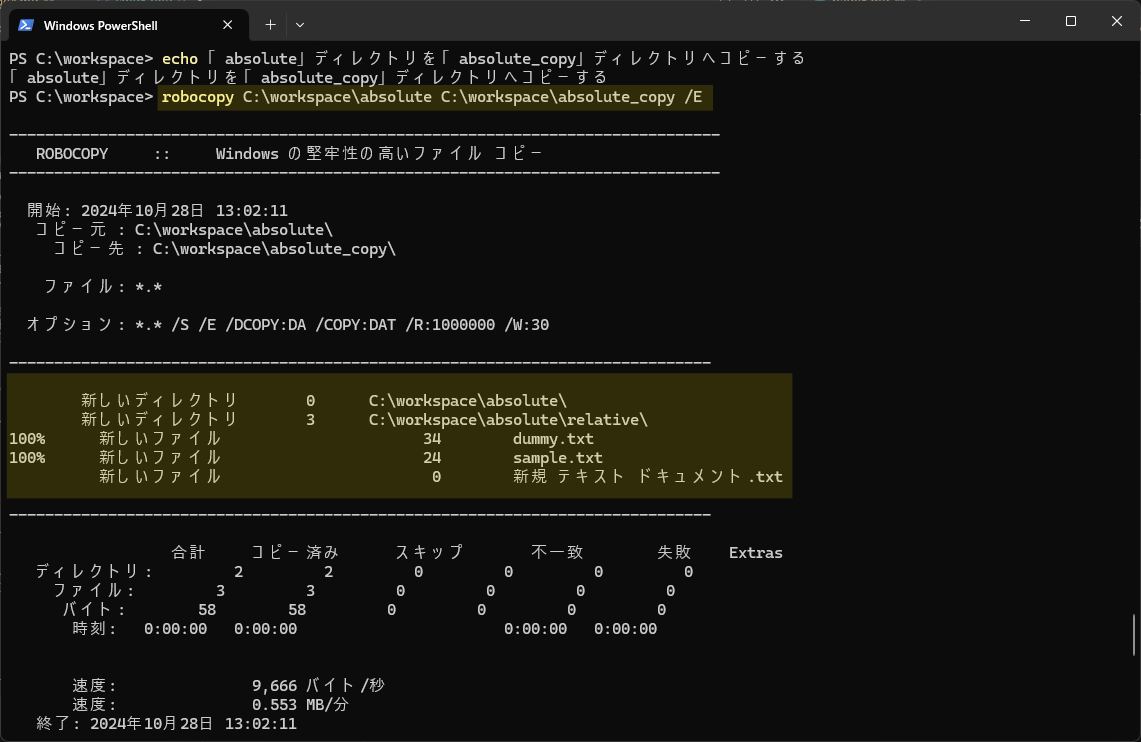 Windows PowerShell
PS C:\workspace> echo 「absolute」ディレクトリを「absolute_copy」ディレクトリへコピーする
「absolute」ディレクトリを「absolute_copy」ディレクトリへコピーする
PS C:\workspace> robocopy C:\workspace\absolute C:\workspace\absolute_copy /E
-------------------------------------------------------------------------------
ROBOCOPY :: Windows の堅牢性の高いファイル コピー
-------------------------------------------------------------------------------
開始: 2024年10月28日 13:02:11
コピー元 : C:\workspace\absolute\
コピー先 : C:\workspace\absolute_copy\
ファイル: *.*
オプション: *.* /S /E /DCOPY:DA /COPY:DAT /R:1000000 /W:30
------------------------------------------------------------------------------
新しいディレクトリ 0 C:\workspace\absolute\
新しいディレクトリ 3 C:\workspace\absolute\relative\
100% 新しいファイル 34 dummy.txt
100% 新しいファイル 24 sample.txt
新しいファイル 0 新規 テキスト ドキュメント.txt
------------------------------------------------------------------------------
合計 コピー済み スキップ 不一致 失敗 Extras
ディレクトリ: 2 2 0 0 0 0
ファイル: 3 3 0 0 0 0
バイト: 58 58 0 0 0 0
時刻: 0:00:00 0:00:00 0:00:00 0:00:00
速度: 9,666 バイト/秒
速度: 0.553 MB/分
終了: 2024年10月28日 13:02:11